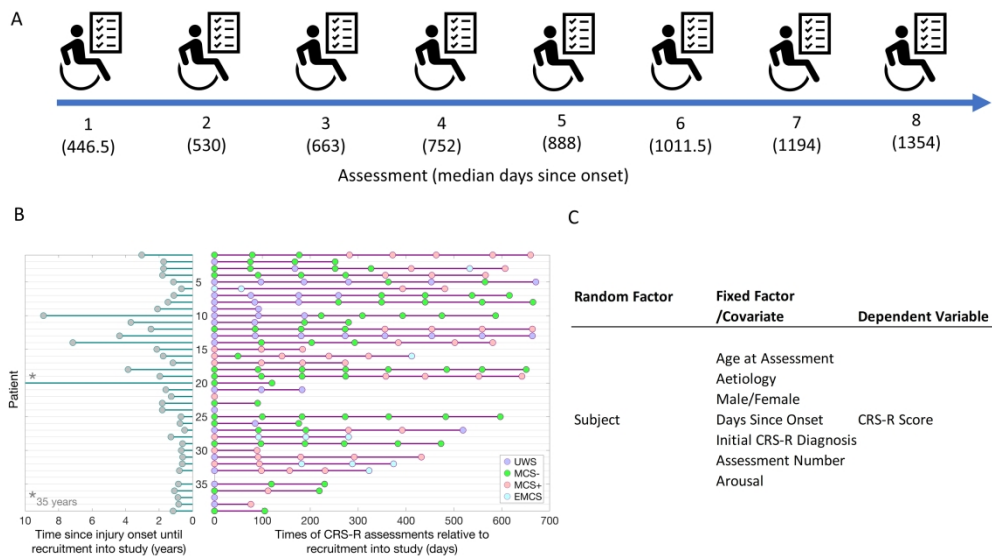 A
1 2 3 4 5 6 7 8
(446.5) (530) (663) (752) (888) (1011.5) (1194) (1354)
Assessment (median days since onset)
B
Patient
5
10
15
* 20
25
30
35
* 35 years
UWS
MCS-
MCS+
EMCS
10 8 6 4 2 0
0 100 200 300 400 500 600 700
Time since injury onset until
recruitment into study (years)
Times of CRS-R assessments relative to
recruitment into study (days)
C
Random Factor Fixed Factor /Covariate Dependent Variable
Age at Assessment
Aetiology
Male/Female
Subject Days Since Onset CRS-R Score
Initial CRS-R Diagnosis
Assessment Number
Arousal